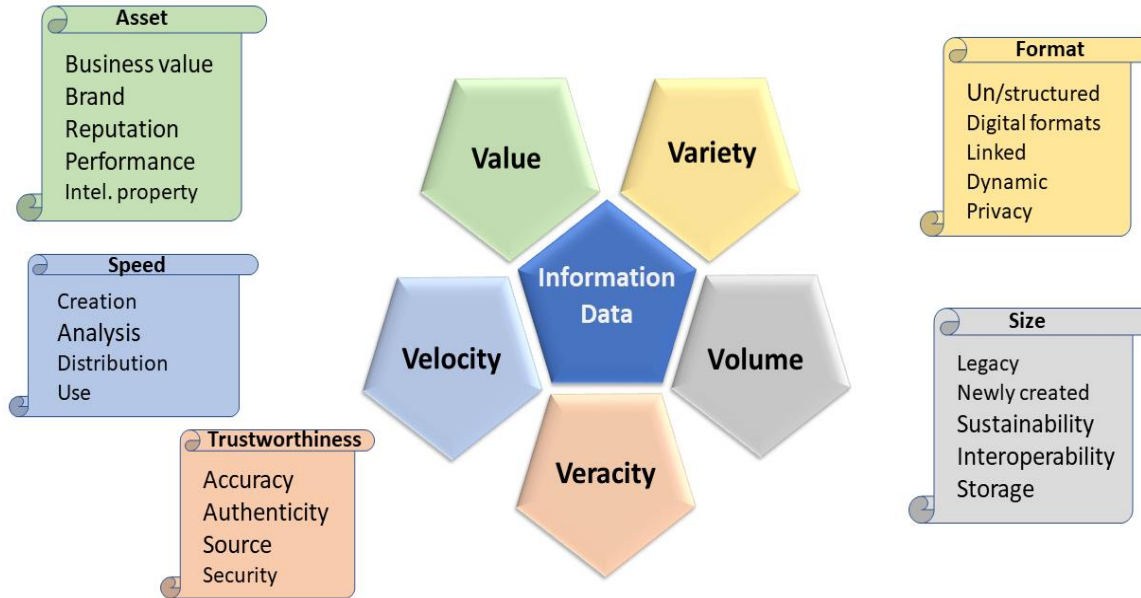 Asset
Business value
Brand
Reputation
Performance
Intel. property
Speed
Creation
Analysis
Distribution
Use
Trustworthiness
Accuracy
Authenticity
Source
Security
Value
Variety
Information
Data
Velocity
Volume
Veracity
Format
Un/structured
Digital formats
Linked
Dynamic
Privacy
Size
Legacy
Newly created
Sustainability
Interoperability
Storage